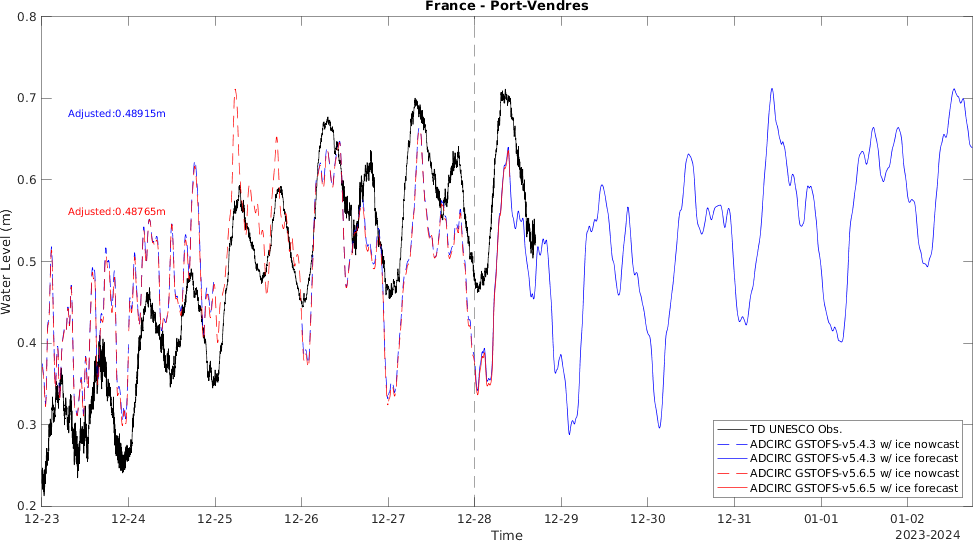 France - Port-Vendres
0.8
0.7
0.6
0.5
0.4
0.3
0.2
Water Level (m)
Adjusted:0.48915m
Adjusted:0.48765m
TD UNESCO Obs.
ADCIRC GSTOFS-v5.4.3 w/ ice nowcast
ADCIRC GSTOFS-v5.4.3 w/ ice forecast
ADCIRC GSTOFS-v5.6.5 w/ ice nowcast
ADCIRC GSTOFS-v5.6.5 w/ ice forecast
12-23 12-24 12-25 12-26 12-27 12-28 12-29 12-30 12-31 01-01 01-02
Time
2023-2024